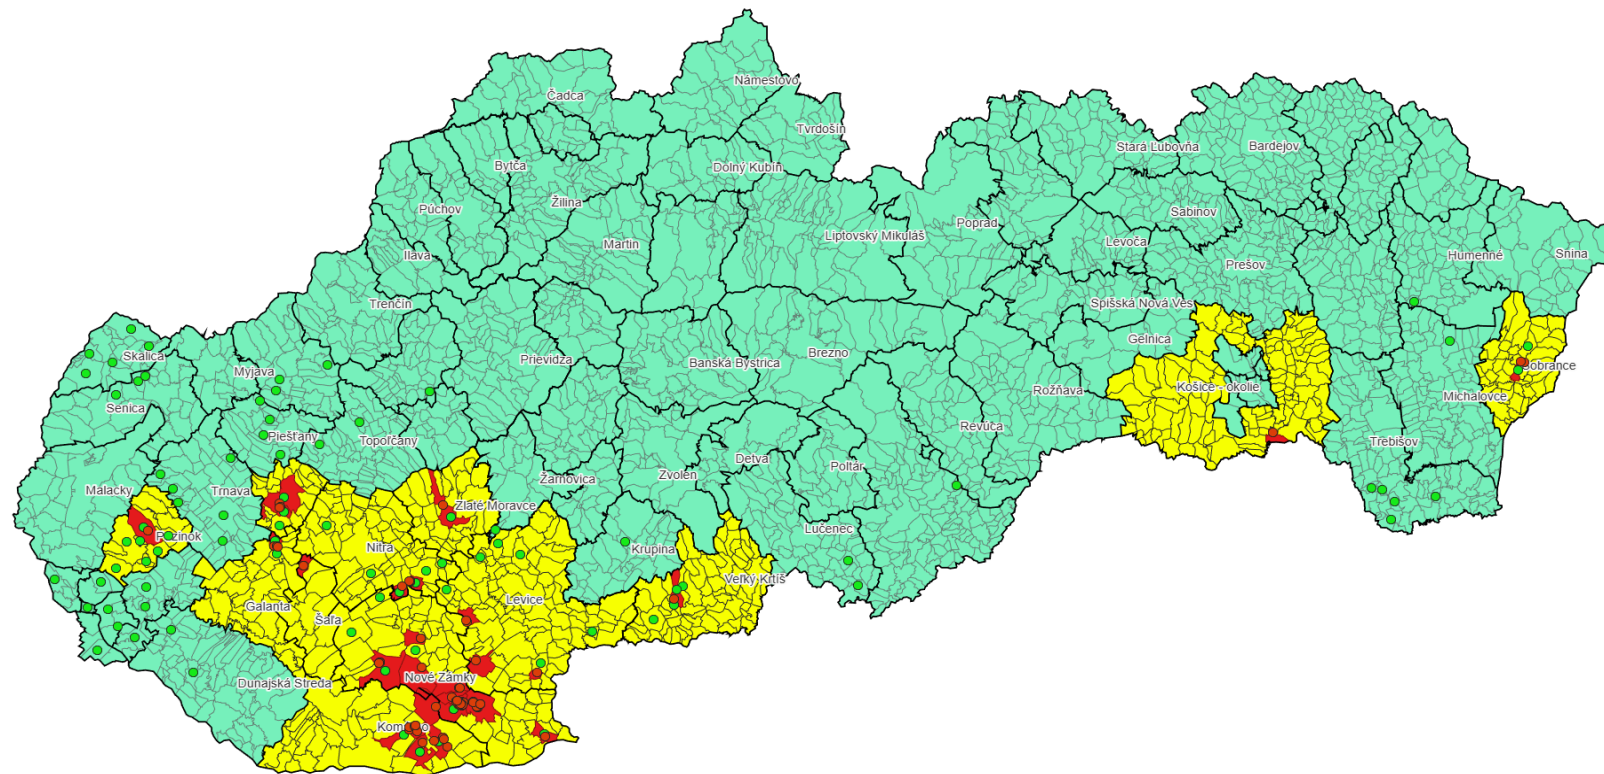 Námestovo
Čadca
Tvrdošín
Stará Ľubovňa
Bardejov
Bytča
Dolný Kubín
Žilina
Púchov
Sabinov
Poprad
Liptovský Mikuláš
Levoča
Martin
Ilava
Humenné
Snina
Prešov
Trenčín
Spišská Nová Ves
Gelnica
Skalica
Prievidza
Brezno
Banská Bystrica
Myjava
Sobrance
Košice - okolie
Rožňava
Michalovce
Senica
Revúca
Piešťany
Topoľčany
Trebišov
Detva
Poltár
Zvolen
Žarnovica
Malacky
Trnava
Zlaté Moravce
Lučenec
Pezinok
Nitra
Krupina
Veľký Krtíš
Levice
Galanta
Šaľa
Nové Zámky
Dunajská Streda
Komárno